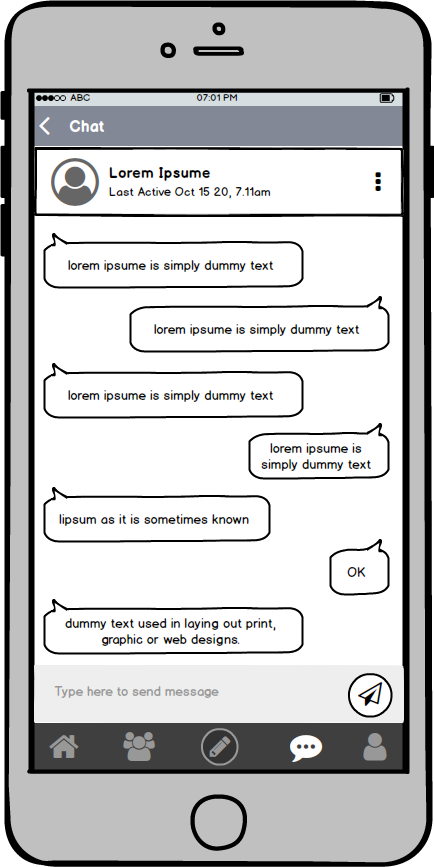 ABC 07:01 PM
Chat
Lorem Ipsume
Last Active Oct 15 20, 7.11am
lorem ipsume is simply dummy text
lorem ipsume is simply dummy text
lorem ipsume is simply dummy text
lorem ipsume is
simply dummy text
lipsum as it is sometimes known
OK
dummy text used in laying out print,
graphic or web designs.
Type here to send message